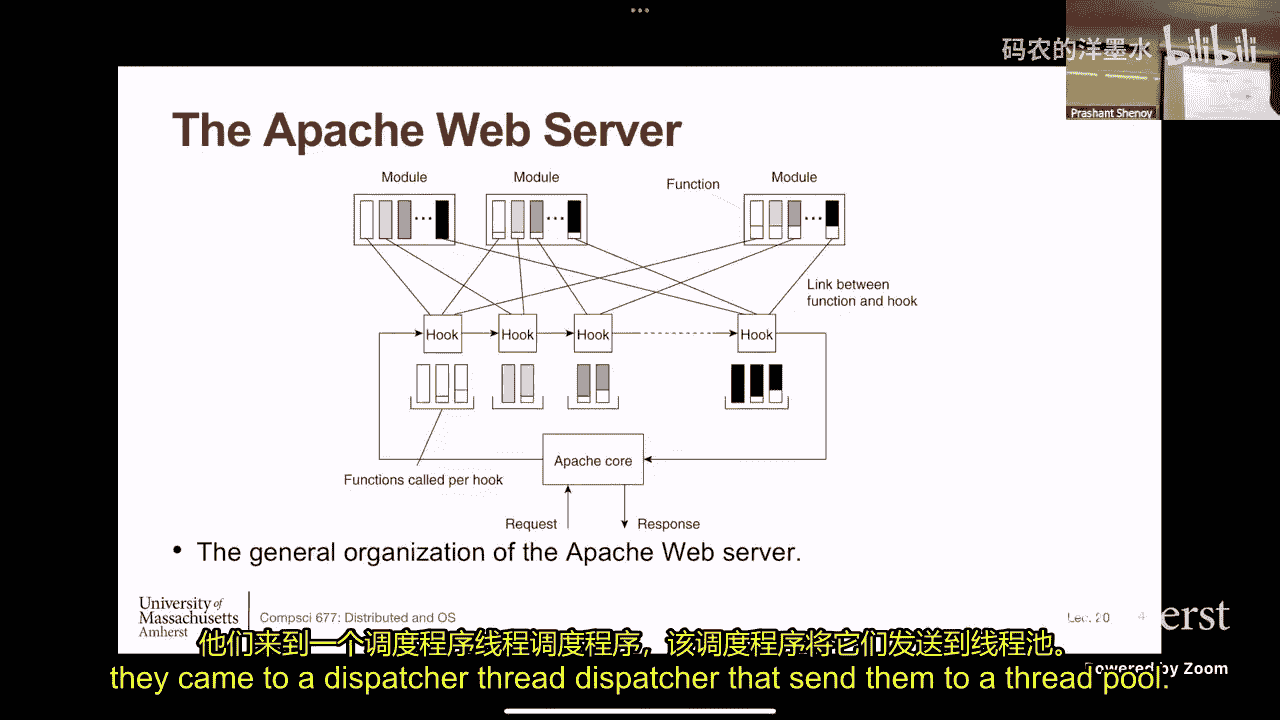 码农的洋墨水 bilibili
Prashant Shenoy
The Apache Web Server
Module
Module
Function
Module
Link between
function and hook
Hook
Hook
Hook
Hook
Functions called per hook
Apache core
Request
Response
• The general organization of the Apache Web server.
University of
Massachusetts
Amherst
Compsci 677: Distributed and OS
Lec. 20
4
erst
他们来到一个调度程序线程调度程序，该调度程序将它们发送到线程池。
they came to a dispatcher thread dispatcher that send them to a thread pool.
Powered by Zoom